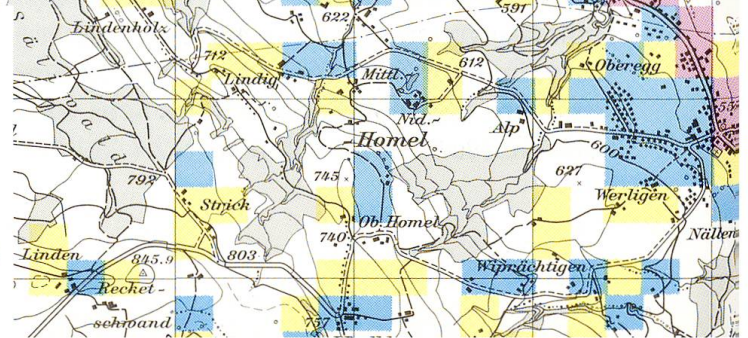 591
622
Lindenholz
712
Lindig
Mittl.
612
Oberegg
Nid.-
Alp
Homel
600
792
745
627
Strick
Werligen
Ob. Homel
740
Nällen
Linden
845.9
803
Wiprächtigen
Recket-
schwand
757